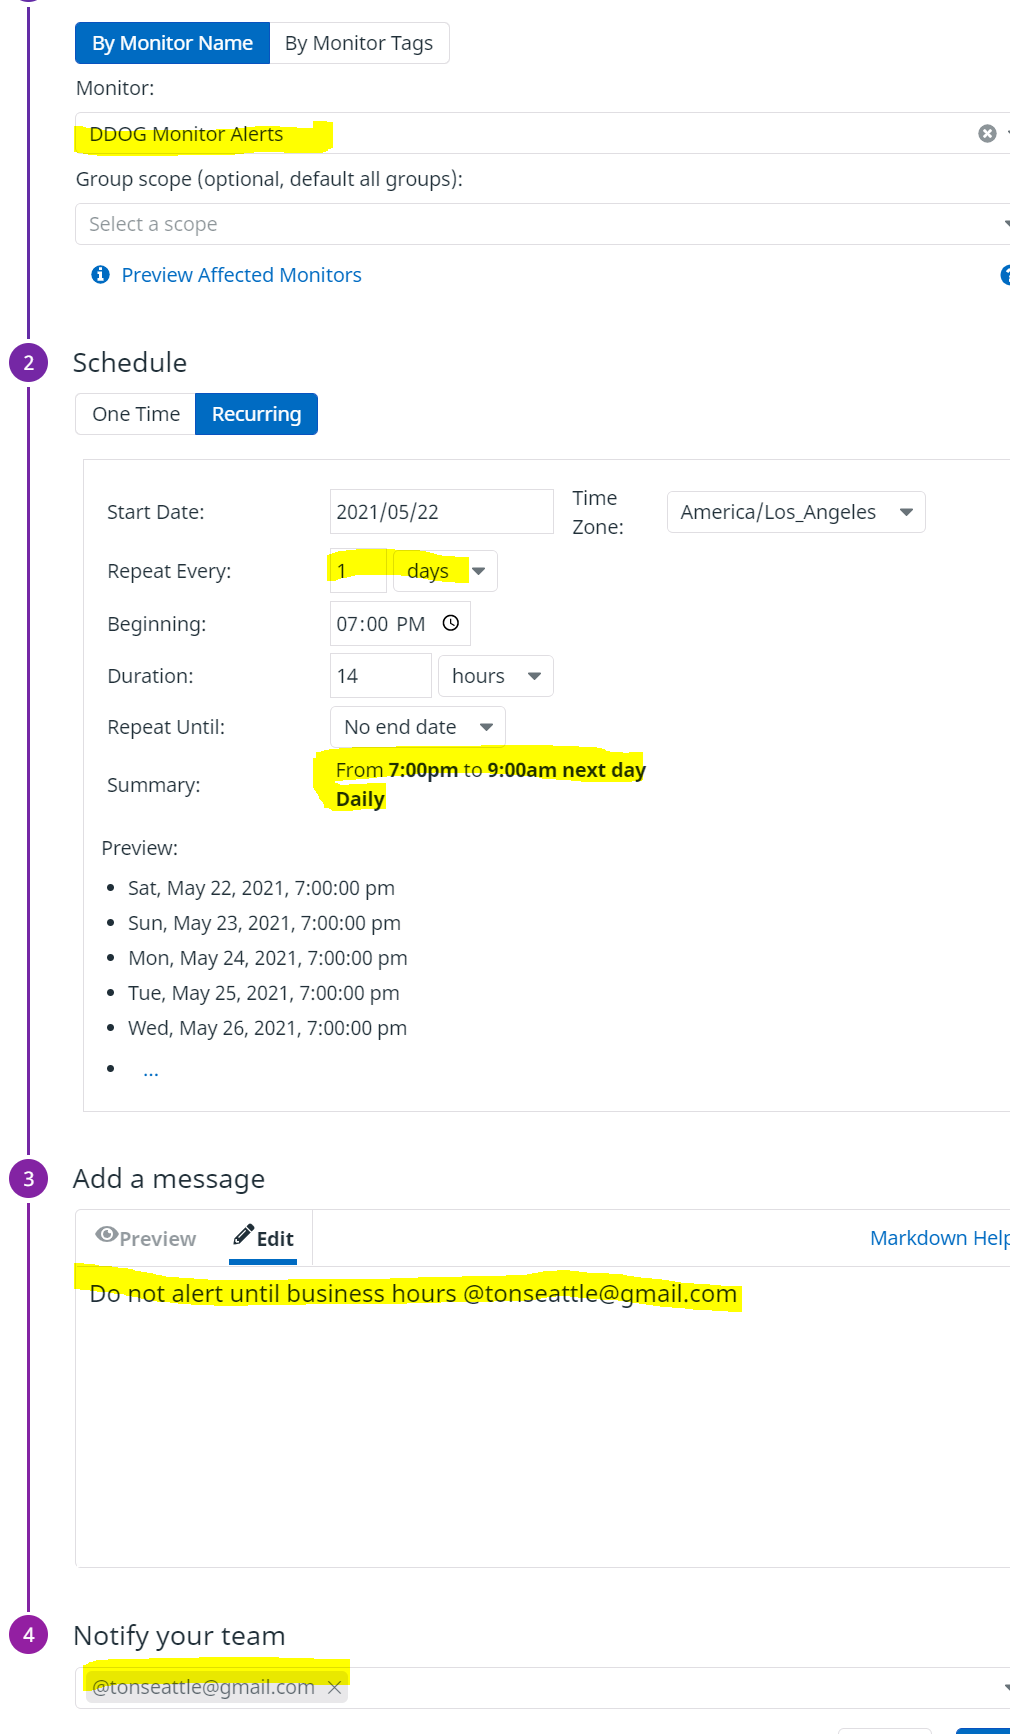 By Monitor Name By Monitor Tags
Monitor:
DDOG Monitor Alerts
Group scope (optional, default all groups):
Select a scope
Preview Affected Monitors
2 Schedule
One Time Recurring
Start Date: 2021/05/22 Time Zone: America/Los_Angeles
Repeat Every: 1 days
Beginning: 07:00 PM
Duration: 14 hours
Repeat Until: No end date
Summary: From 7:00pm to 9:00am next day
Daily
Preview:
• Sat, May 22, 2021, 7:00:00 pm
• Sun, May 23, 2021, 7:00:00 pm
• Mon, May 24, 2021, 7:00:00 pm
• Tue, May 25, 2021, 7:00:00 pm
• Wed, May 26, 2021, 7:00:00 pm
• ...
3 Add a message
Preview Edit Markdown Help
Do not alert until business hours @tonseattle@gmail.com
4 Notify your team
@tonseattle@gmail.com ×